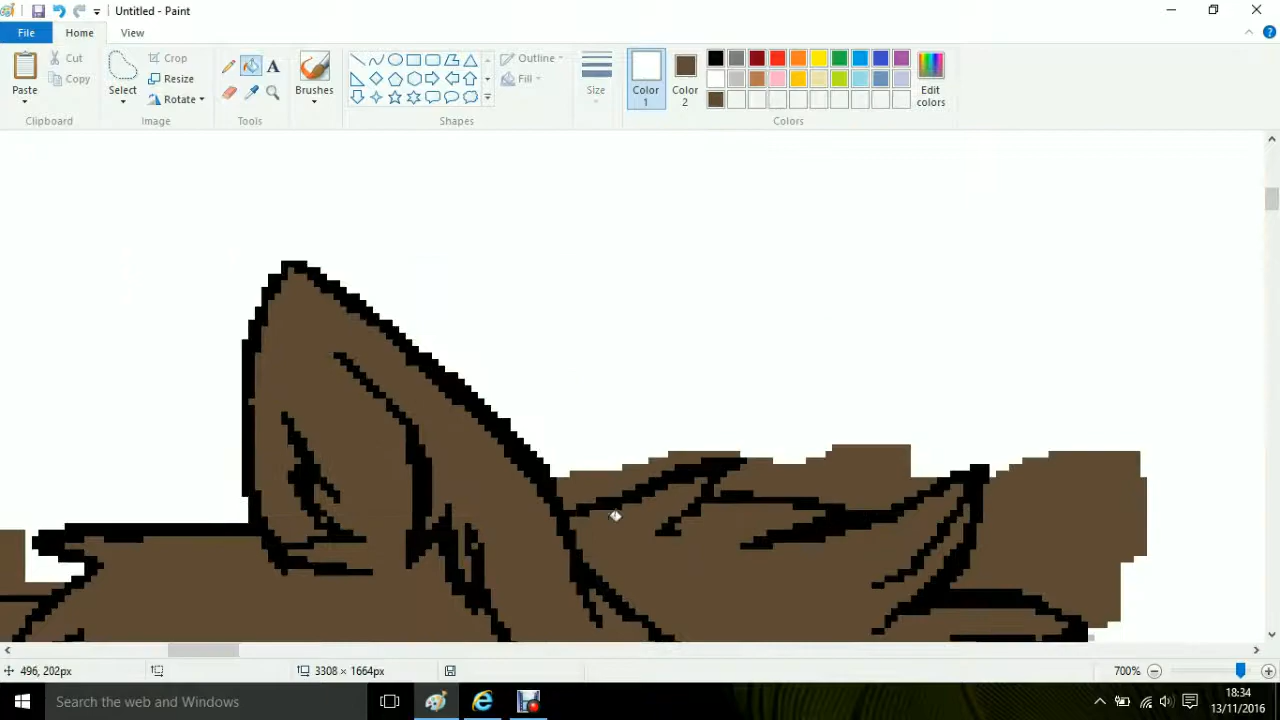 Untitled - Paint
File Home View
Paste
Cut
Copy
Clipboard
Select
Crop
Resize
Rotate
Image
A
Tools
Brushes
Outline
Fill
Shapes
Size
Color 1
Color 2
Edit colors
Colors
496, 202px
3308 × 1664px
700%
Search the web and Windows
18:34
13/11/2016